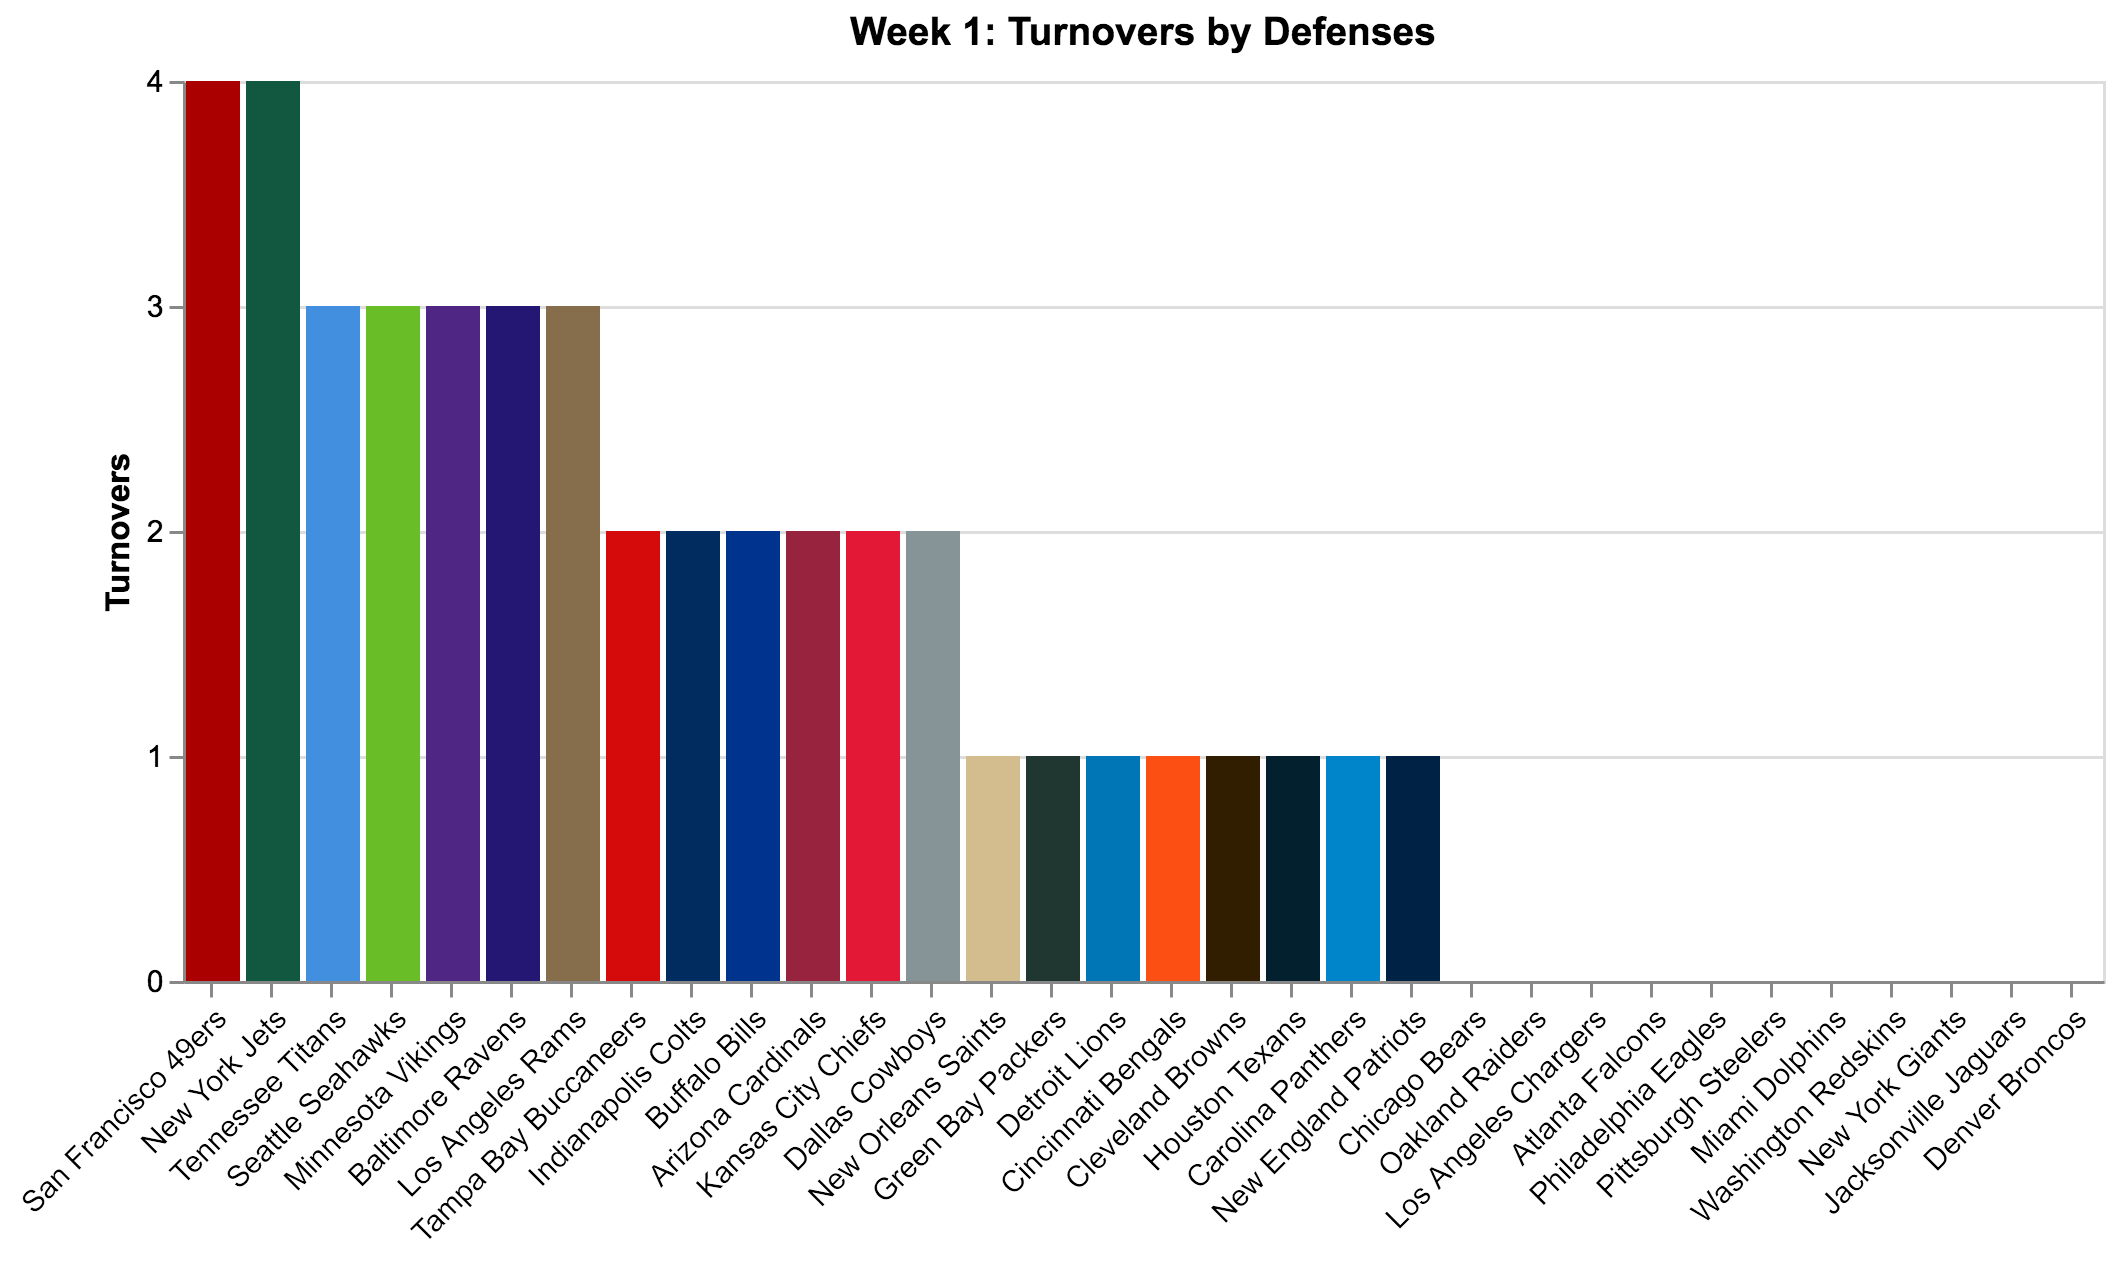 Week 1: Turnovers by Defenses
Turnovers
4
3
2
1
0
San Francisco 49ers
New York Jets
Tennessee Titans
Seattle Seahawks
Minnesota Vikings
Baltimore Ravens
Los Angeles Rams
Tampa Bay Buccaneers
Indianapolis Colts
Buffalo Bills
Arizona Cardinals
Kansas City Chiefs
Dallas Cowboys
New Orleans Saints
Green Bay Packers
Detroit Lions
Cincinnati Bengals
Cleveland Browns
Houston Texans
Carolina Panthers
New England Patriots
Chicago Bears
Oakland Raiders
Los Angeles Chargers
Atlanta Falcons
Philadelphia Eagles
Pittsburgh Steelers
Miami Dolphins
Washington Redskins
New York Giants
Jacksonville Jaguars
Denver Broncos